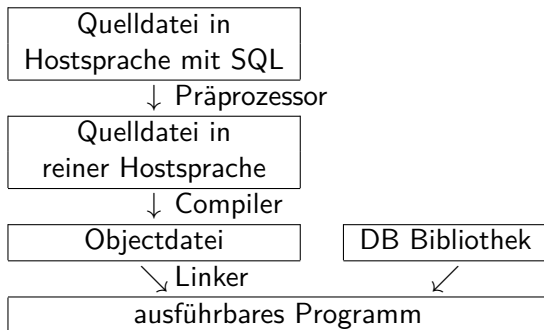 Quelldatei in
Hostsprache mit SQL
↓ Präprozessor
Quelldatei in
reiner Hostsprache
↓ Compiler
Objectdatei
DB Bibliothek
↘ Linker ↙
ausführbares Programm